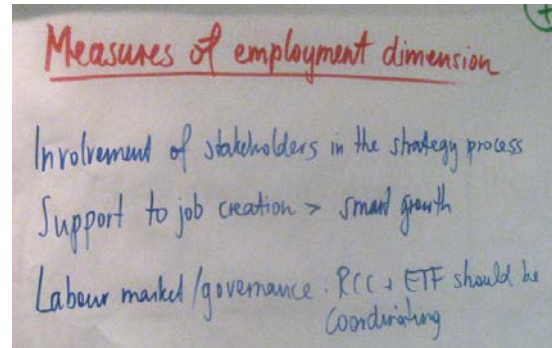 Measures of employment dimension
Involvement of stakeholders in the strategy process
Support to job creation > smart growth
Labour market/governance. RCC + ETF should be
coordinating